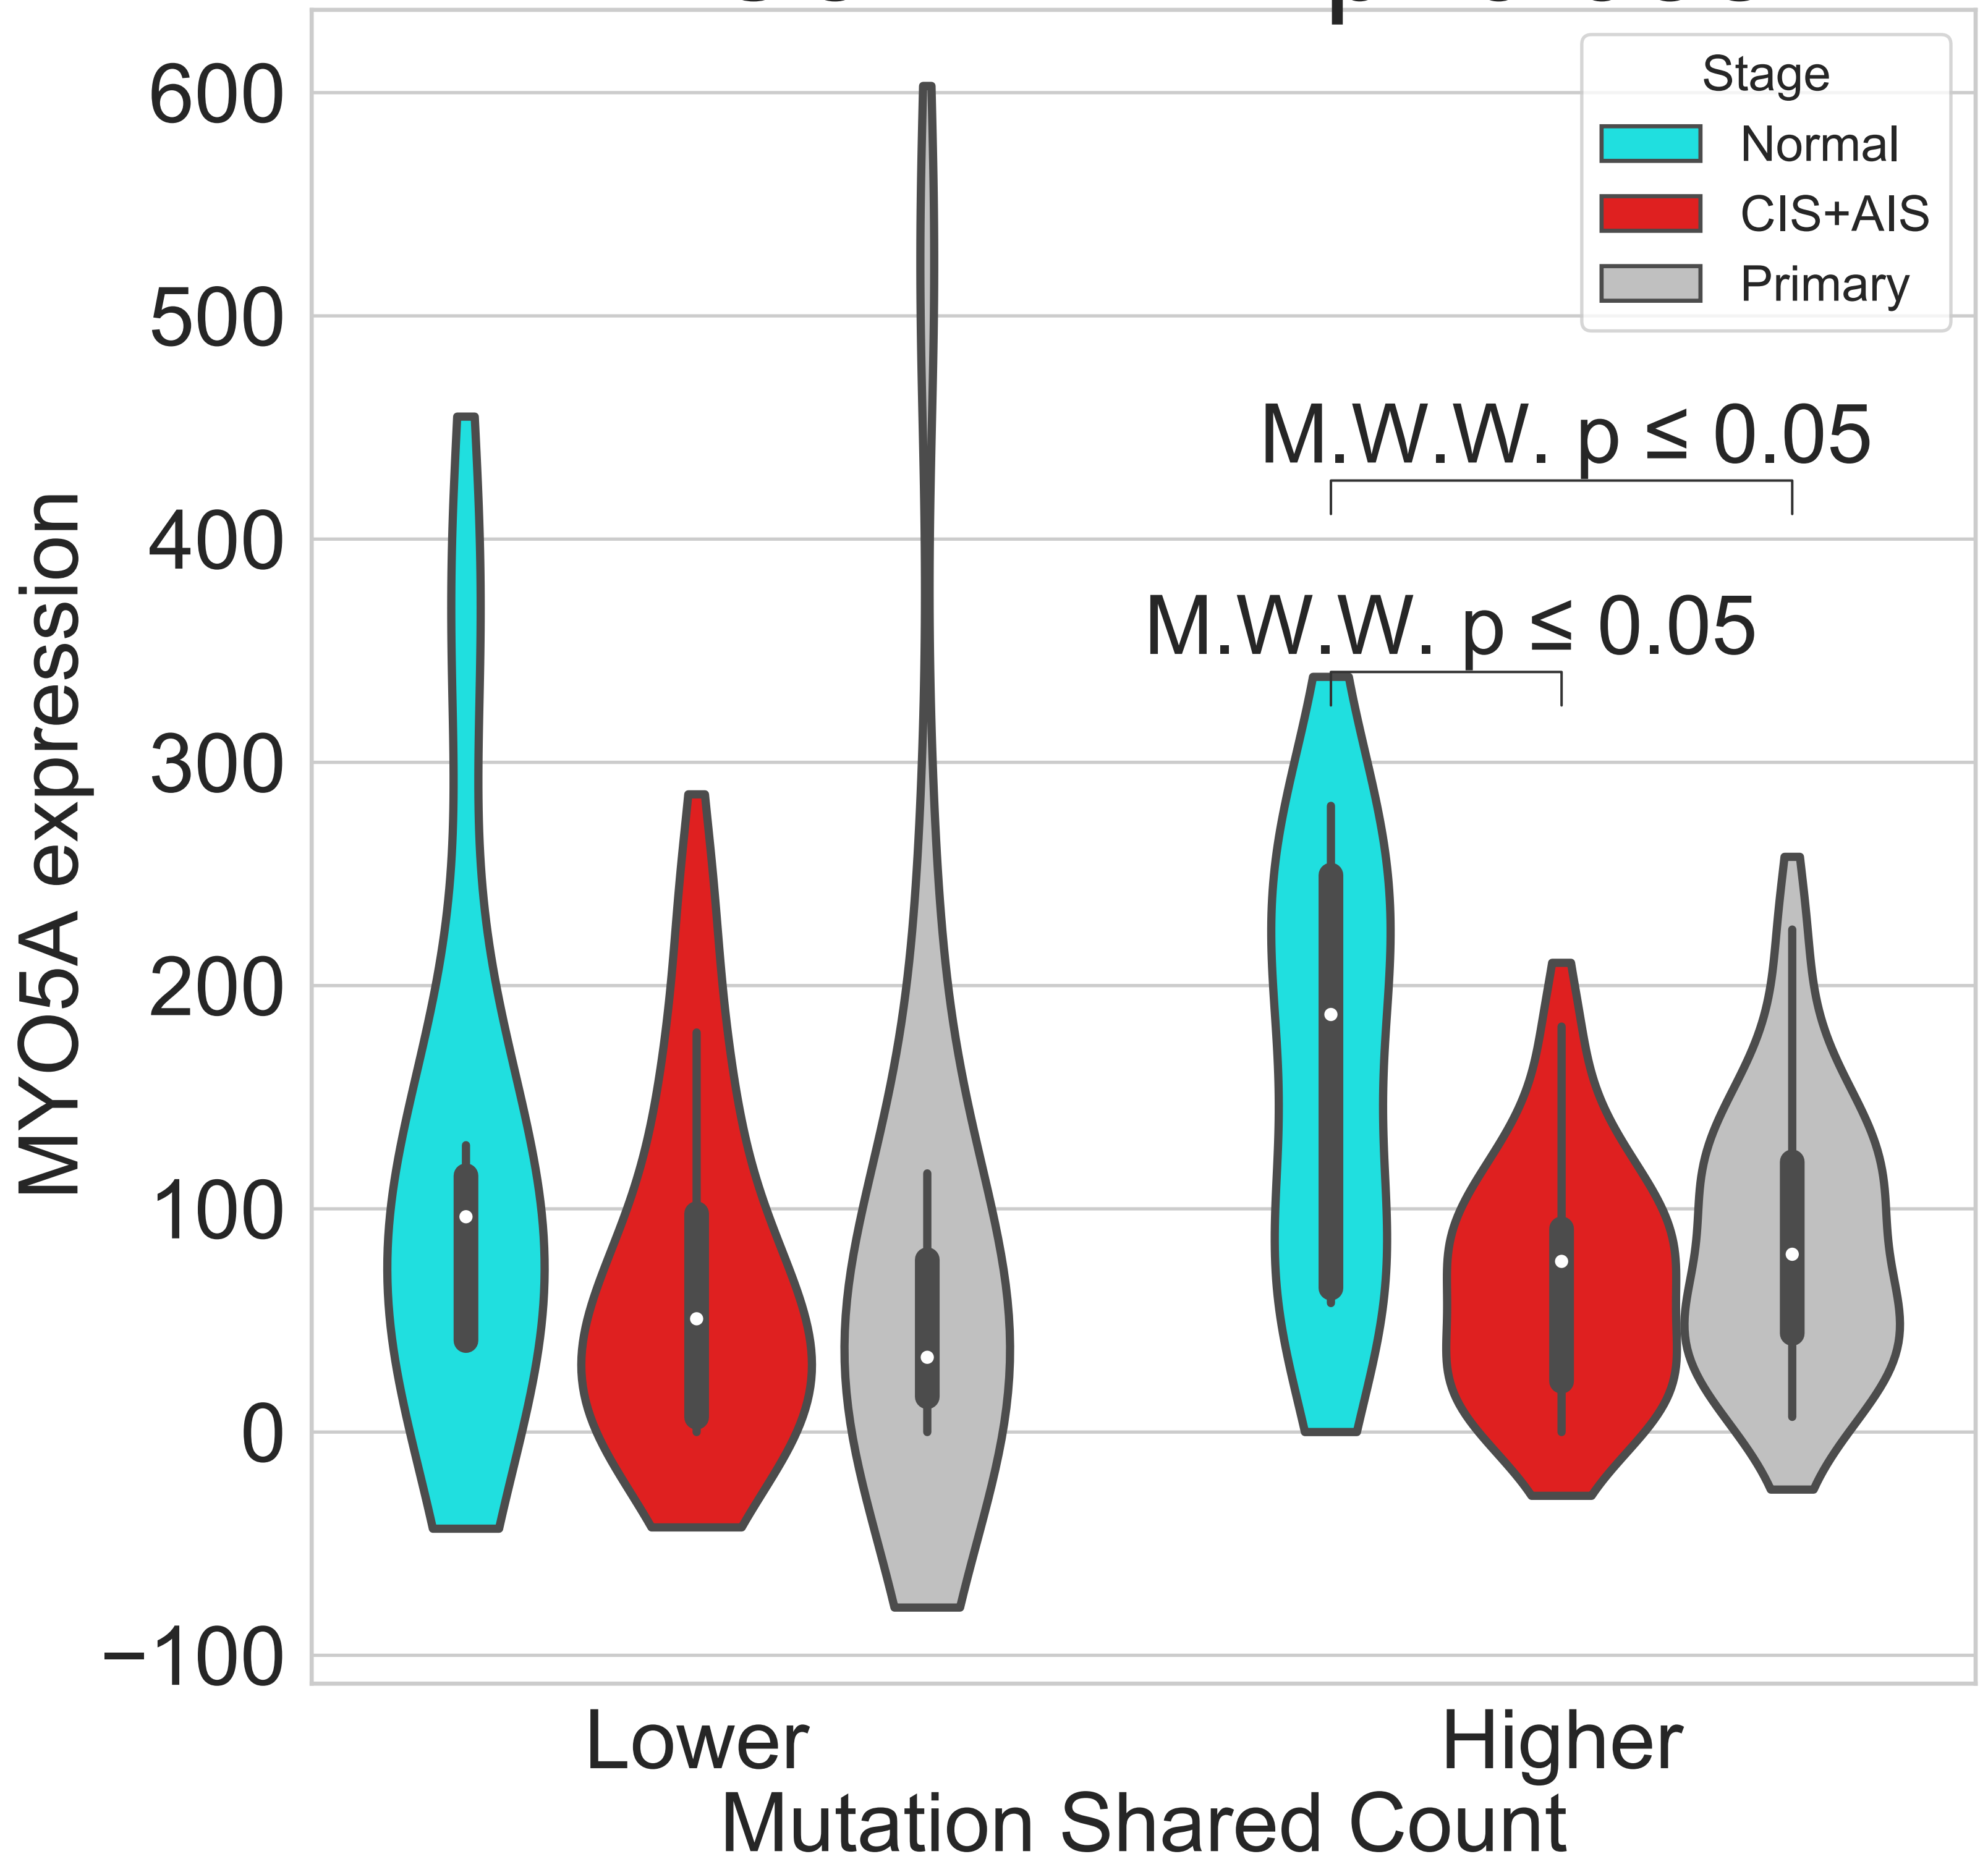 600
500
400
300
200
100
0
−100
MYO5A expression
Stage
Normal
CIS+AIS
Primary
M.W.W. p ≤ 0.05
M.W.W. p ≤ 0.05
Lower
Higher
Mutation Shared Count